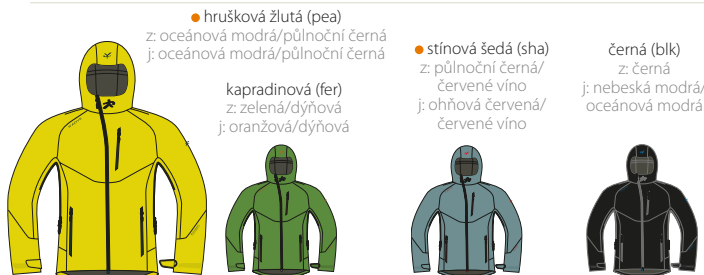 hrušková žlutá (pea)
z: oceánová modrá/půlnoční černá
j: oceánová modrá/půlnoční černá
kapradinová (fer)
z: zelená/dýňová
j: oranžová/dýňová
stínová šedá (sha)
z: půlnoční černá/
červené víno
j: ohňová červená/
červené víno
černá (blk)
z: černá
j: nebeská modrá/
oceánová modrá